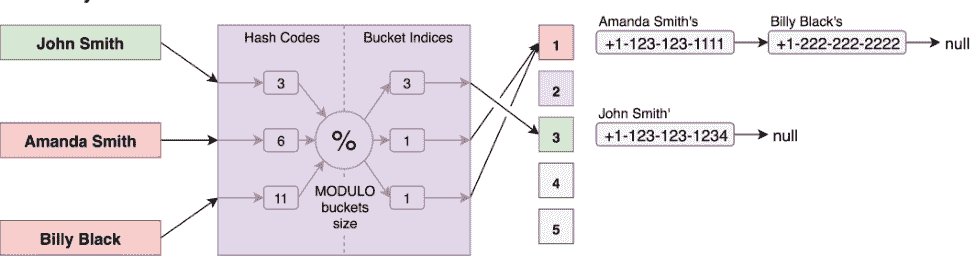 John Smith
Amanda Smith
Billy Black
Hash Codes
Bucket Indices
3
3
6
%
1
11
1
MODULO
buckets
size
1
2
3
4
5
Amanda Smith's
Billy Black's
+1-123-123-1111
+1-222-222-2222
null
John Smith'
+1-123-123-1234
null